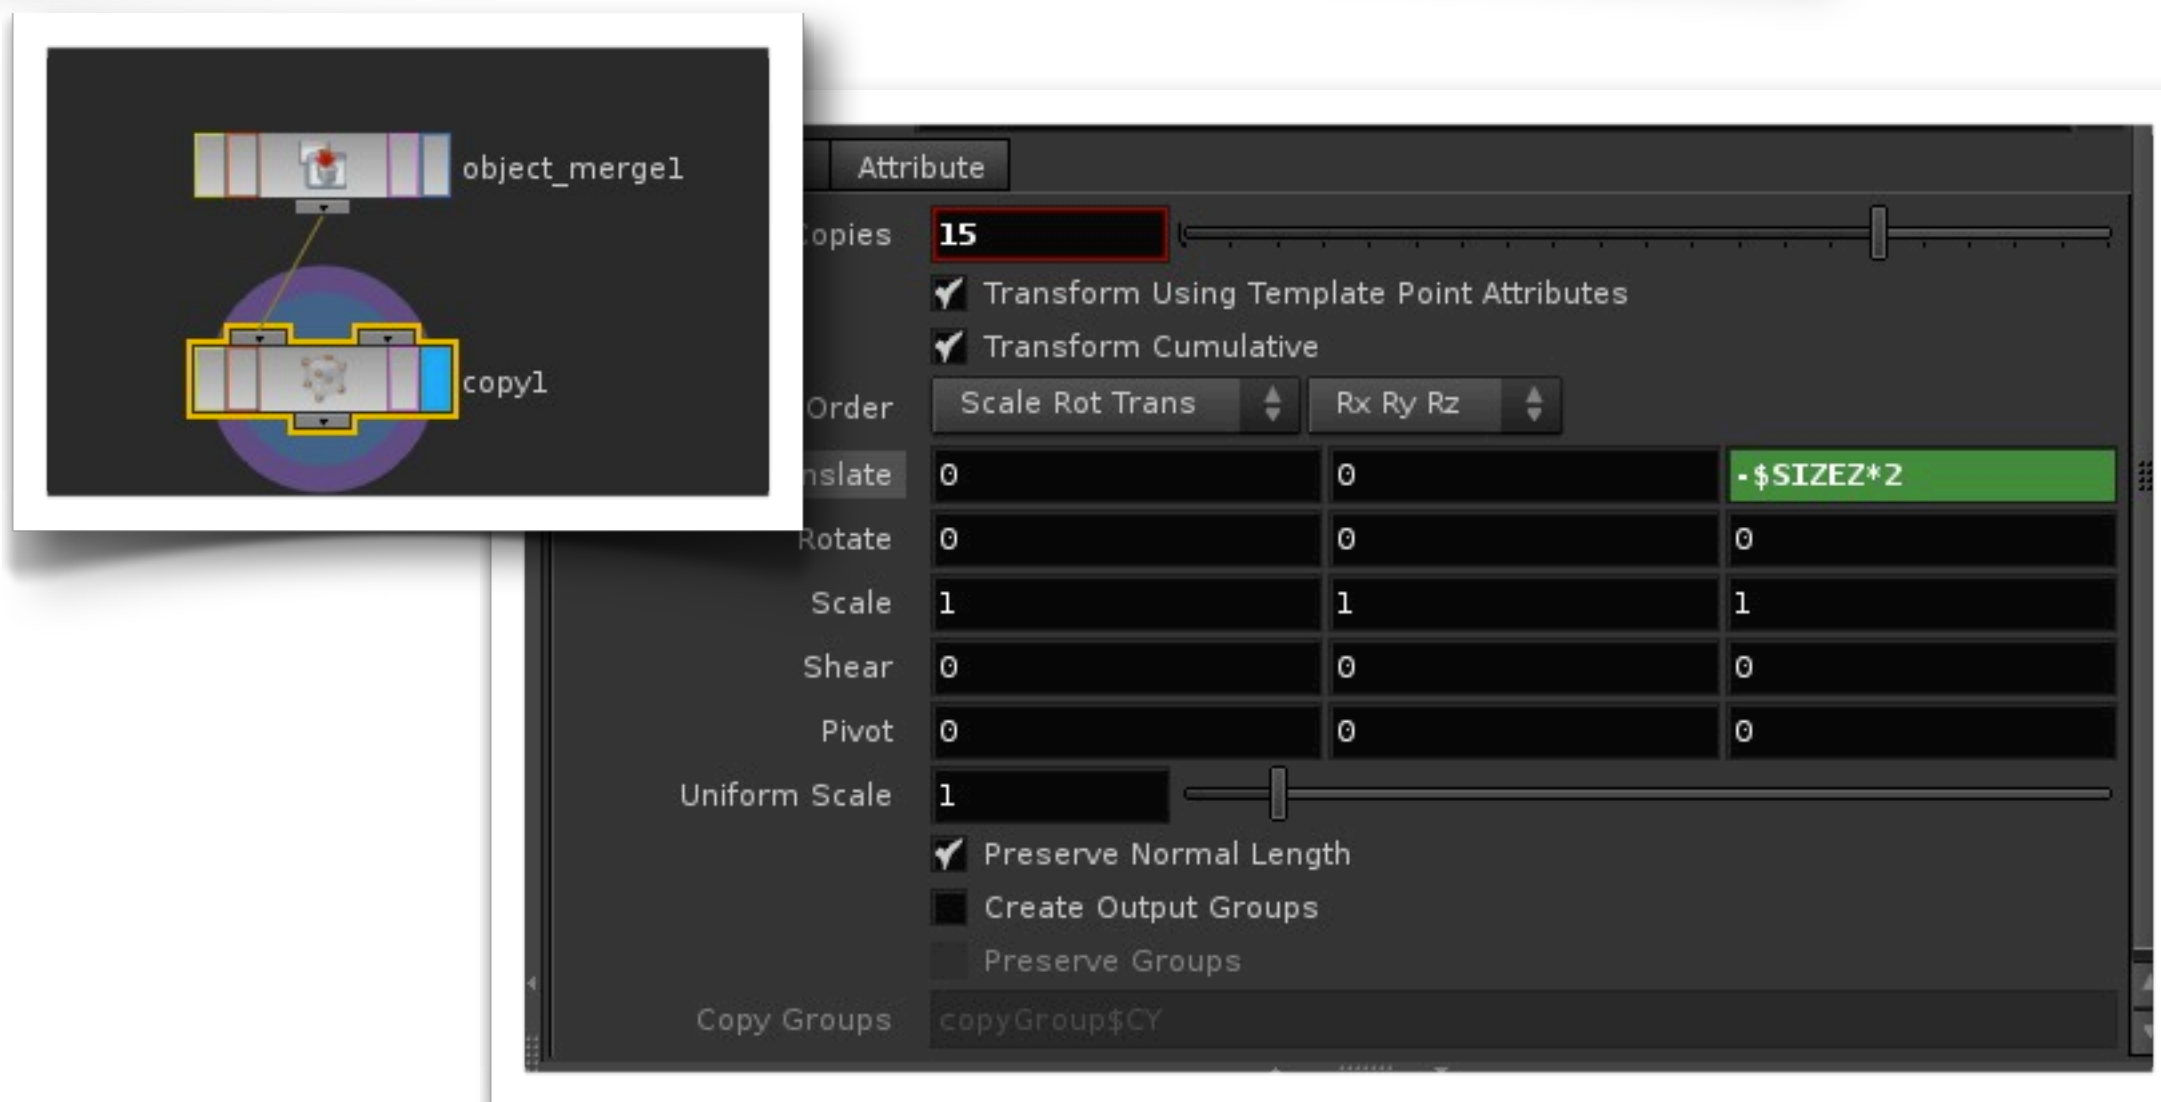 object_merge1
copy1
Attribute
Copies 15
Transform Using Template Point Attributes
Transform Cumulative
Order Scale Rot Trans Rx Ry Rz
nslate 0 0 -$SIZEZ*2
Rotate 0 0 0
Scale 1 1 1
Shear 0 0 0
Pivot 0 0 0
Uniform Scale 1
Preserve Normal Length
Create Output Groups
Preserve Groups
Copy Groups copyGroup$CY